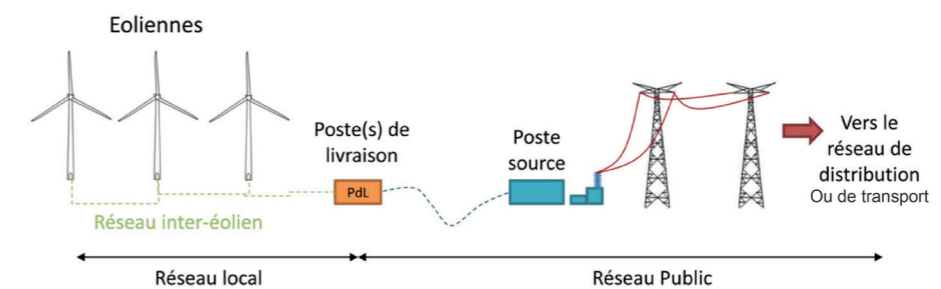 Eoliennes
Poste(s) de
livraison
PdL
Réseau inter-éolien
Poste
source
Vers le
réseau de
distribution
Ou de transport
Réseau local
Réseau Public